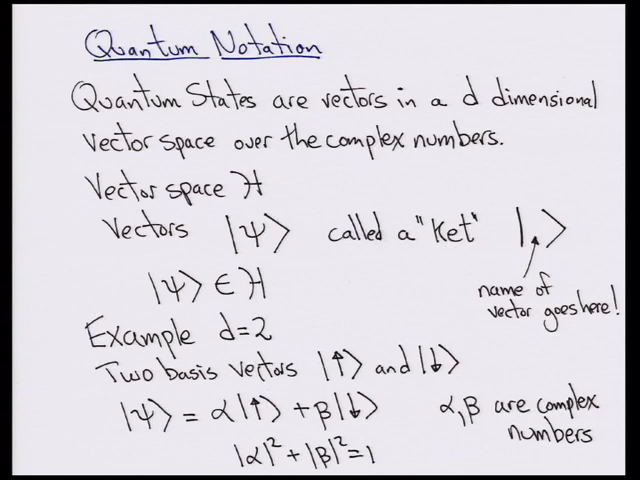 Quantum Notation
Quantum States are vectors in a d dimensional
vector space over the complex numbers.
Vector space ℋ
Vectors |Ψ⟩ called a "Ket" | ⟩
name of
vector goes here!
|Ψ⟩ ∈ ℋ
Example d=2
Two basis vectors |↑⟩ and |↓⟩
|Ψ⟩ = α|↑⟩ + β|↓⟩ α,β are complex
numbers
|α|² + |β|² = 1